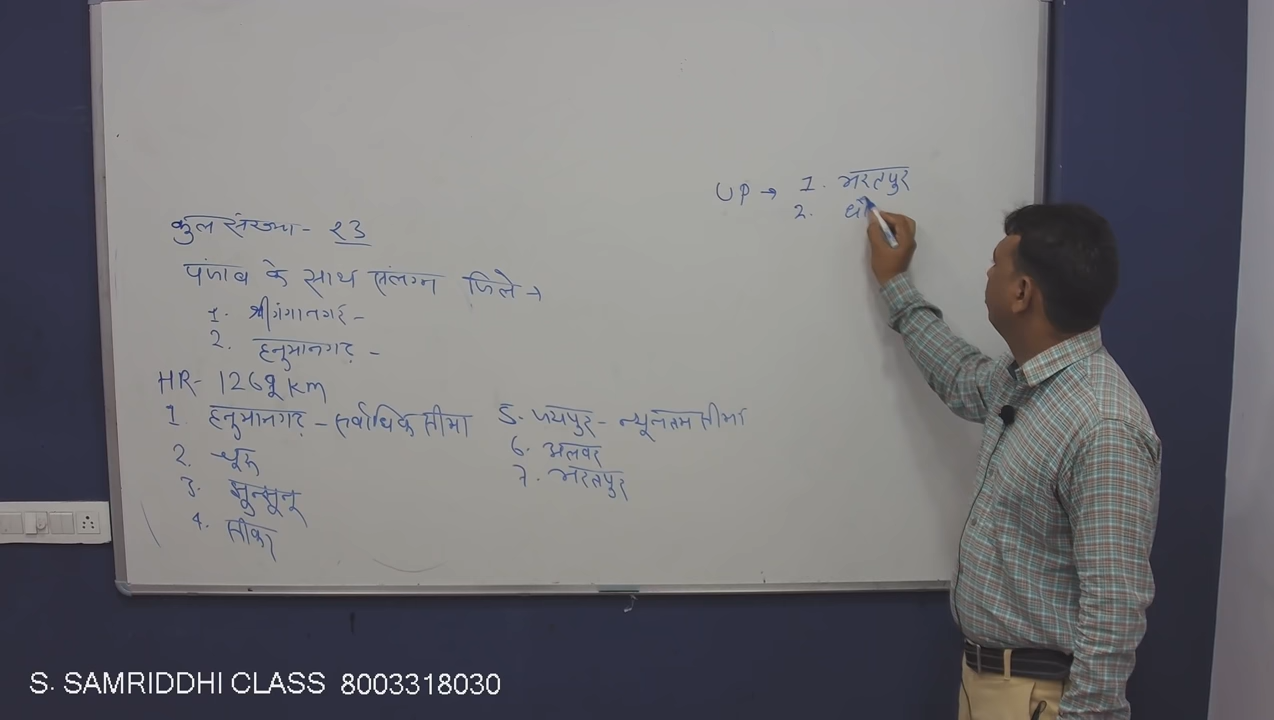 कुल संख्या - 23
पंजाब के साथ संलग्न जिले →
1. श्रीगंगानगर -
2. हनुमानगढ़ -
HR - 1262 km
1. हनुमानगढ़ - सर्वाधिक सीमा
2. चूरू
3. झुन्झुनू
4. सीकर
5. जयपुर - न्यूनतम सीमा
6. अलवर
7. भरतपुर
UP → 1. भरतपुर
2. धौ
S. SAMRIDDHI CLASS 8003318030